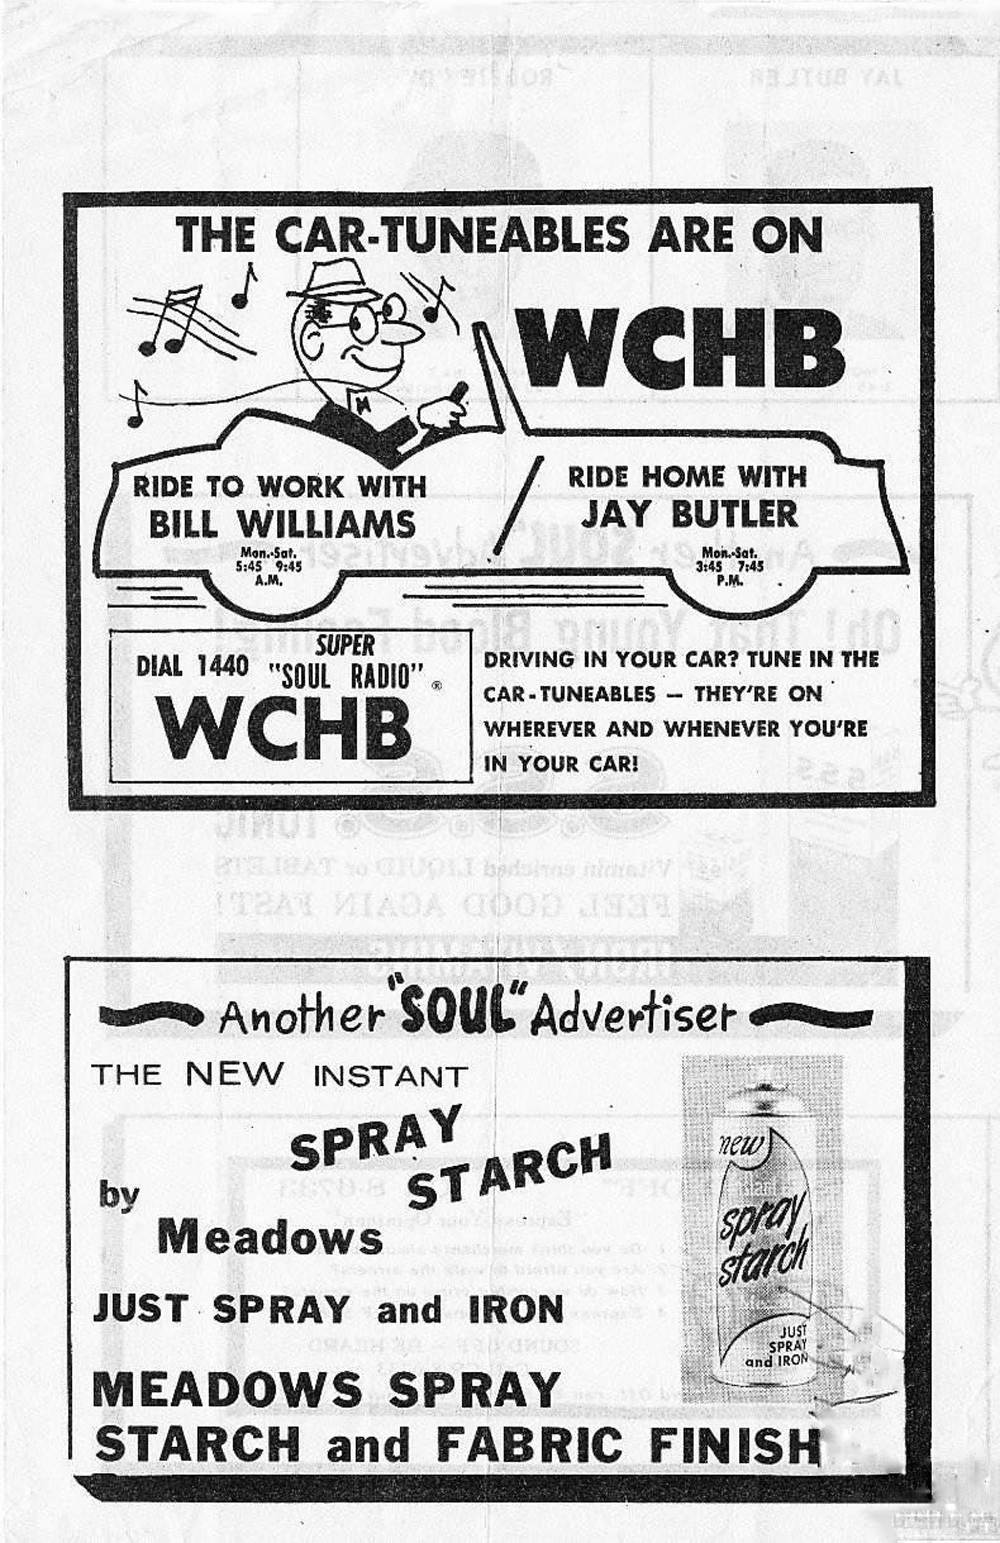 THE CAR-TUNEABLES ARE ON
WCHB
RIDE TO WORK WITH
BILL WILLIAMS
Mon.-Sat.
5:45 9:45
A.M.
RIDE HOME WITH
JAY BUTLER
Mon.-Sat.
3:45 7:45
P.M.
DIAL 1440
SUPER
"SOUL RADIO" ®
WCHB
DRIVING IN YOUR CAR? TUNE IN THE
CAR-TUNEABLES — THEY'RE ON
WHEREVER AND WHENEVER YOU'RE
IN YOUR CAR!
Another "SOUL" Advertiser
THE NEW INSTANT
SPRAY
STARCH
by
Meadows
JUST SPRAY and IRON
MEADOWS SPRAY
STARCH and FABRIC FINISH
new
spray
starch
JUST
SPRAY
and IRON